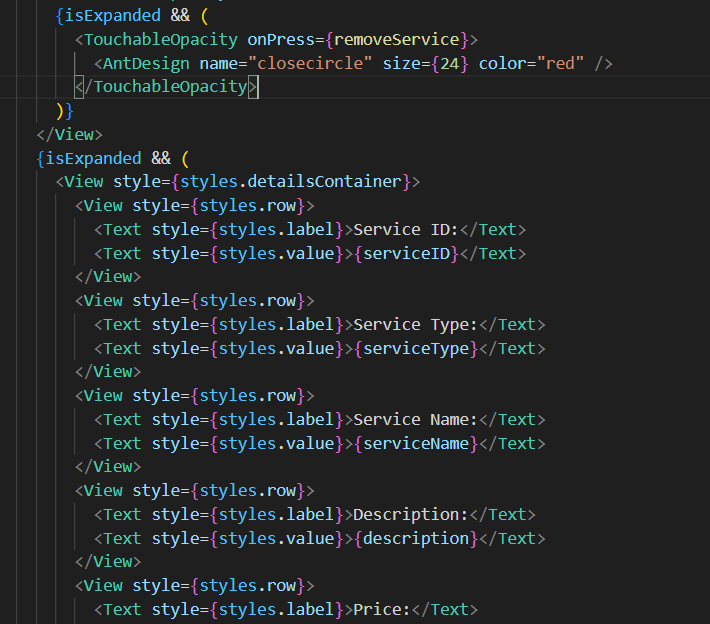 {isExpanded && (
<TouchableOpacity onPress={removeService}>
<AntDesign name="closecircle" size={24} color="red" />
</TouchableOpacity>
)}
</View>
{isExpanded && (
<View style={styles.detailsContainer}>
<View style={styles.row}>
<Text style={styles.label}>Service ID:</Text>
<Text style={styles.value}>{serviceID}</Text>
</View>
<View style={styles.row}>
<Text style={styles.label}>Service Type:</Text>
<Text style={styles.value}>{serviceType}</Text>
</View>
<View style={styles.row}>
<Text style={styles.label}>Service Name:</Text>
<Text style={styles.value}>{serviceName}</Text>
</View>
<View style={styles.row}>
<Text style={styles.label}>Description:</Text>
<Text style={styles.value}>{description}</Text>
</View>
<View style={styles.row}>
<Text style={styles.label}>Price:</Text>